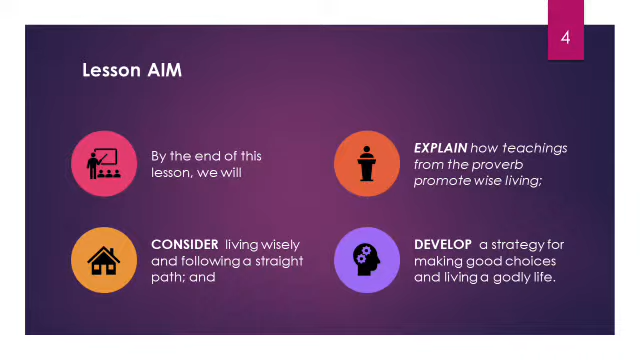 4
Lesson AIM
By the end of this
lesson, we will
EXPLAIN how teachings
from the proverb
promote wise living;
CONSIDER living wisely
and following a straight
path; and
DEVELOP a strategy for
making good choices
and living a godly life.